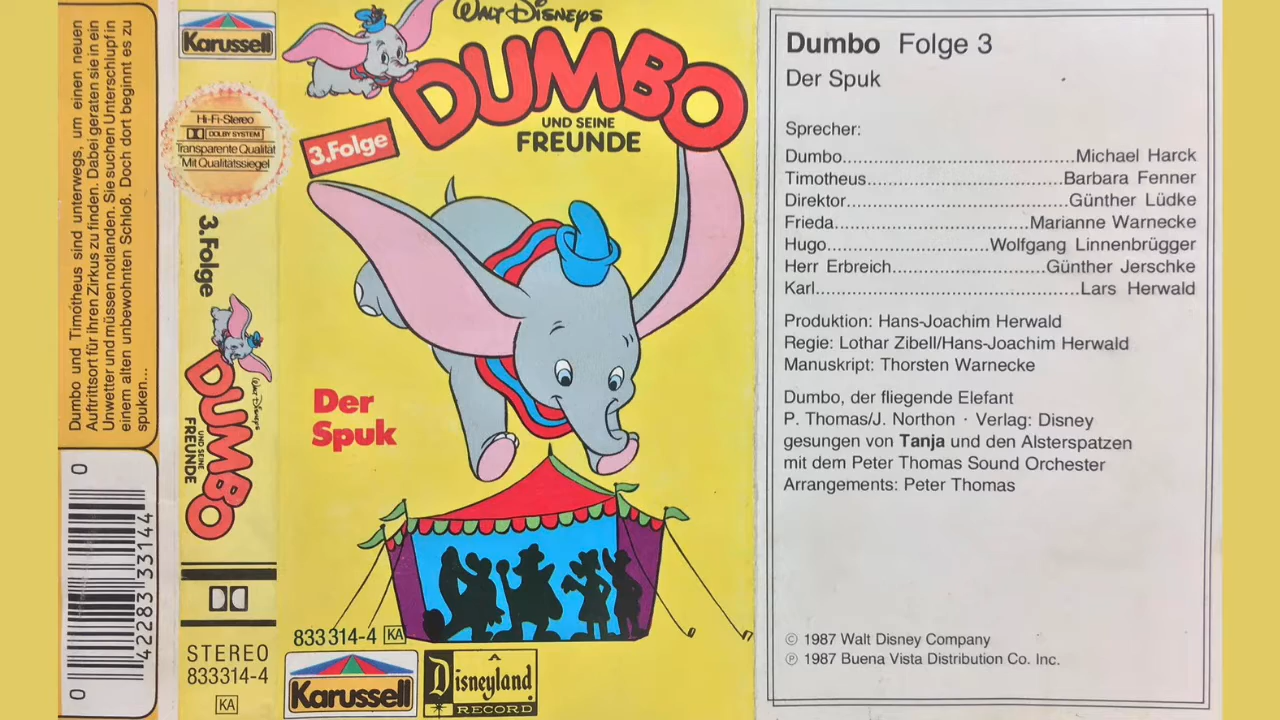 Dumbo und Timótheus sind unterwegs, um einen neuen
Auftrittsort für ihren Zirkus zu finden. Dabei geraten sie in ein
Unwetter und müssen notlanden. Sie suchen Unterschlupf in
einem alten unbewohnten Schloß. Doch dort beginnt es zu
spuken...
0 42283 33144 0
Karussell
Hi-Fi-Stereo
DOLBY SYSTEM
Transparente Qualität
Mit Qualitätssiegel
3. Folge
WALT DISNEYS
DUMBO
UND SEINE
FREUNDE
STEREO
833314-4
KA
WALT DISNEYS
DUMBO
UND SEINE
FREUNDE
3. Folge
Der
Spuk
833 314-4 KA
Karussell
Disneyland
RECORD
Dumbo Folge 3
Der Spuk
Sprecher:
Dumbo..................................Michael Harck
Timotheus.............................Barbara Fenner
Direktor.................................Günther Lüdke
Frieda.............................Marianne Warnecke
Hugo.......................Wolfgang Linnenbrügger
Herr Erbreich......................Günther Jerschke
Karl.......................................Lars Herwald
Produktion: Hans-Joachim Herwald
Regie: Lothar Zibell/Hans-Joachim Herwald
Manuskript: Thorsten Warnecke
Dumbo, der fliegende Elefant
P. Thomas/J. Northon · Verlag: Disney
gesungen von Tanja und den Alsterspatzen
mit dem Peter Thomas Sound Orchester
Arrangements: Peter Thomas
© 1987 Walt Disney Company
℗ 1987 Buena Vista Distribution Co. Inc.